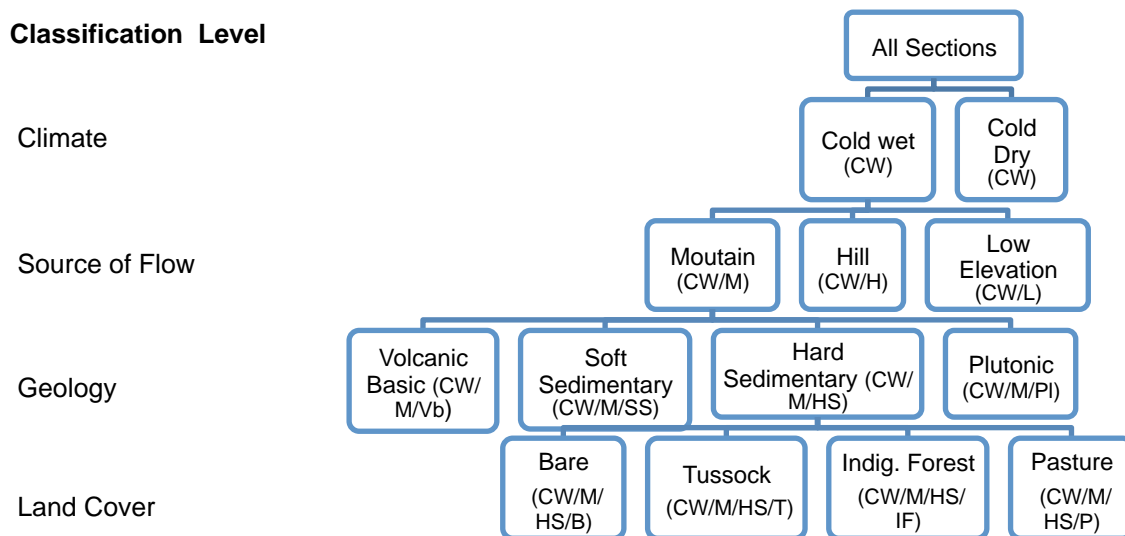 Classification Level
All Sections
Climate
Cold wet
(CW)
Cold
Dry
(CW)
Source of Flow
Moutain
(CW/M)
Hill
(CW/H)
Low
Elevation
(CW/L)
Geology
Volcanic
Basic (CW/
M/Vb)
Soft
Sedimentary
(CW/M/SS)
Hard
Sedimentary (CW/
M/HS)
Plutonic
(CW/M/Pl)
Land Cover
Bare
(CW/M/
HS/B)
Tussock
(CW/M/HS/T)
Indig. Forest
(CW/M/HS/
IF)
Pasture
(CW/M/
HS/P)